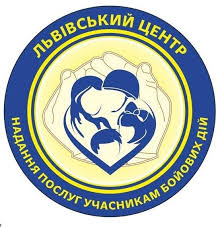 ЛЬВІВСЬКИЙ ЦЕНТР
НАДАННЯ ПОСЛУГ УЧАСНИКАМ БОЙОВИХ ДІЙ